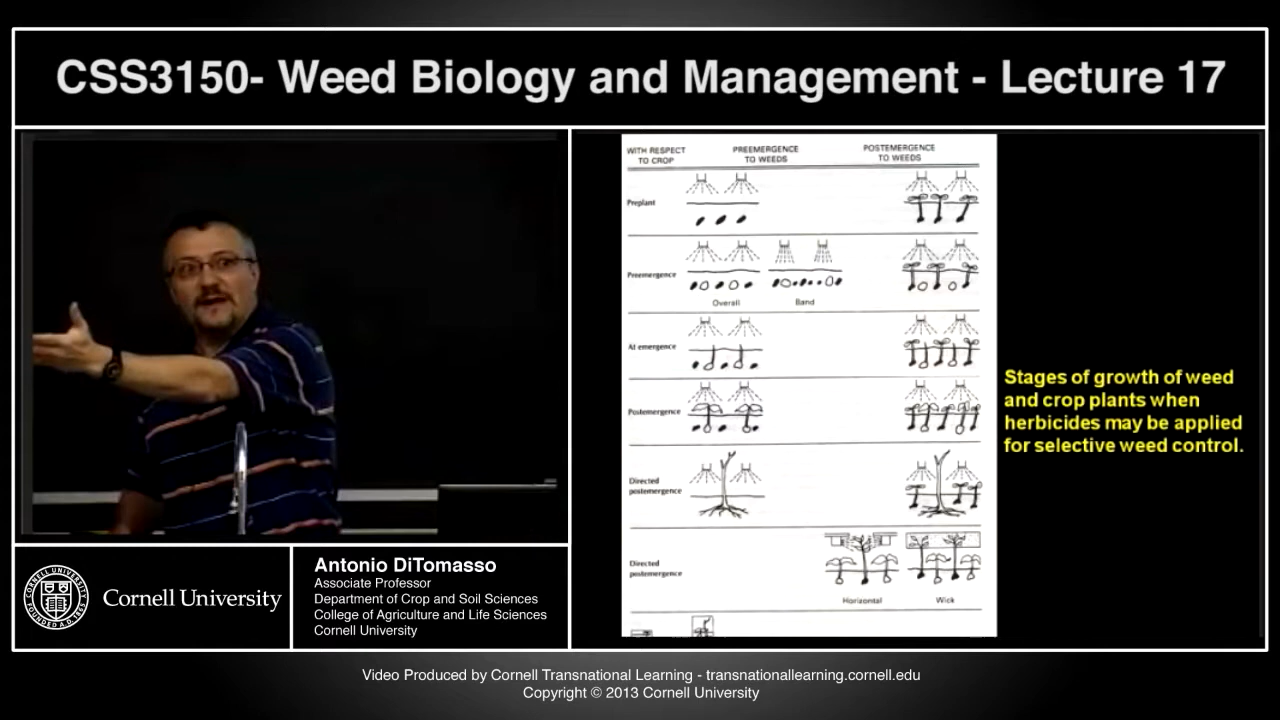 CSS3150- Weed Biology and Management - Lecture 17
WITH RESPECT
TO CROP
PREEMERGENCE
TO WEEDS
POSTEMERGENCE
TO WEEDS
Preplant
Preemergence
Overall
Band
At emergence
Postemergence
Directed
postemergence
Directed
postemergence
Horizontal
Wick
Stages of growth of weed
and crop plants when
herbicides may be applied
for selective weed control.
Cornell University
Antonio DiTomasso
Associate Professor
Department of Crop and Soil Sciences
College of Agriculture and Life Sciences
Cornell University
Video Produced by Cornell Transnational Learning - transnationallearning.cornell.edu
Copyright © 2013 Cornell University